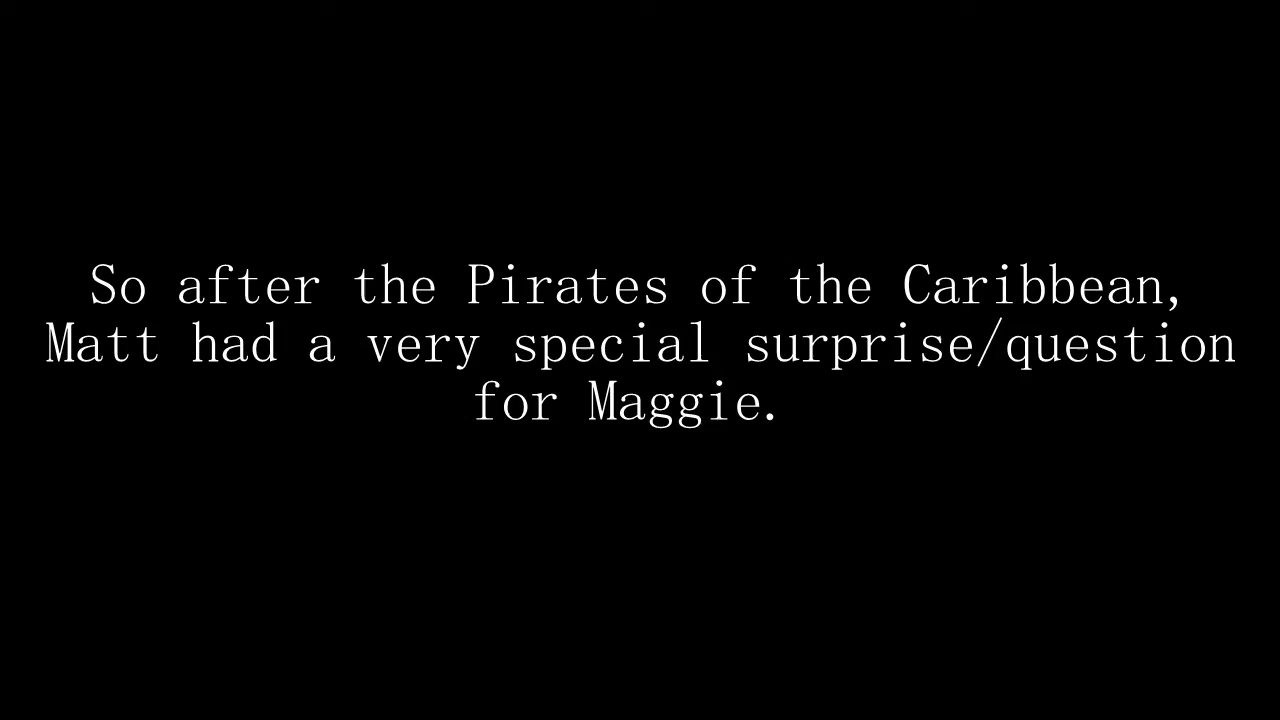 So after the Pirates of the Caribbean,
Matt had a very special surprise/question
for Maggie.